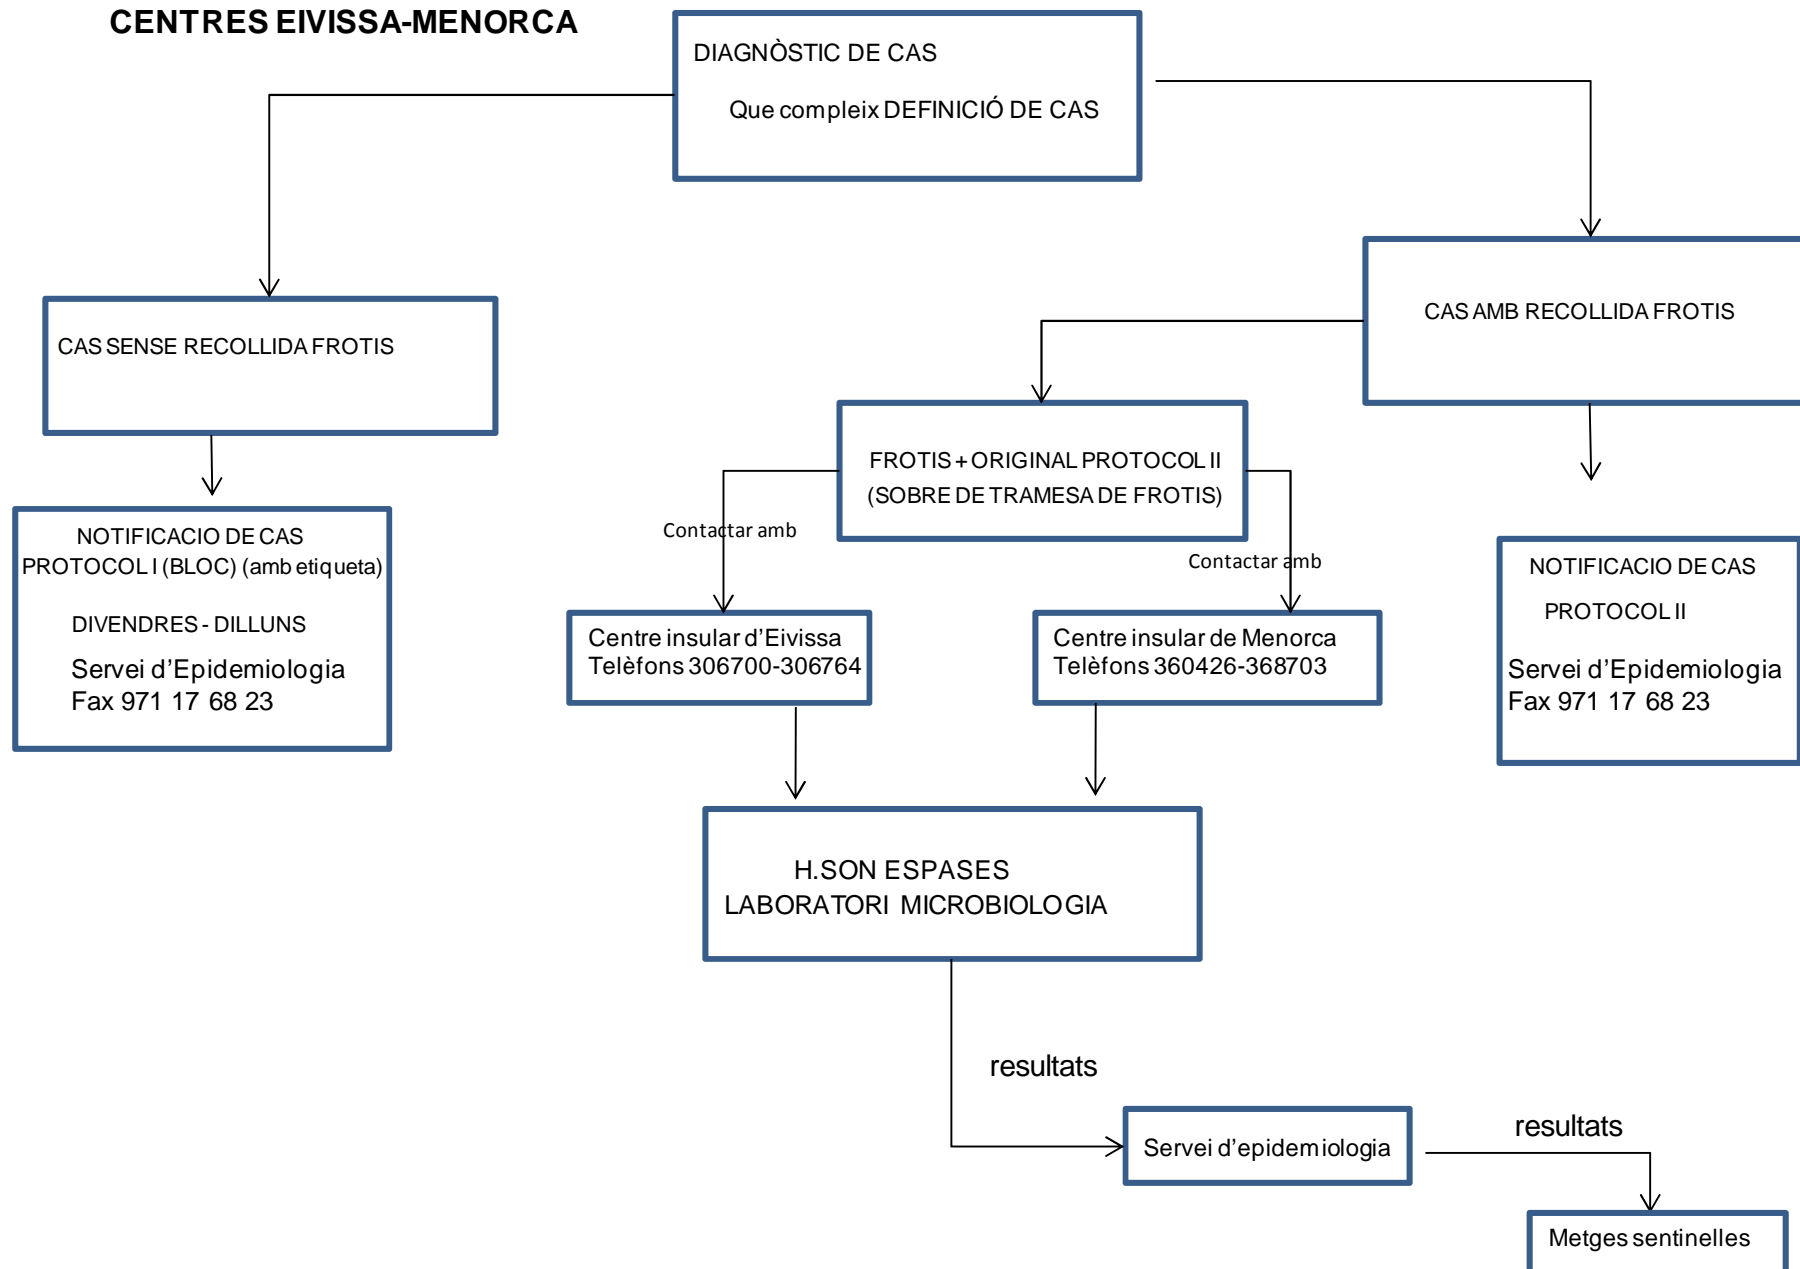 CENTRES EIVISSA-MENORCA
DIAGNÒSTIC DE CAS
Que compleix DEFINICIÓ DE CAS
CAS SENSE RECOLLIDA FROTIS
CAS AMB RECOLLIDA FROTIS
FROTIS + ORIGINAL PROTOCOL II
(SOBRE DE TRAMESA DE FROTIS)
Contactar amb
Contactar amb
NOTIFICACIO DE CAS
PROTOCOL I (BLOC) (amb etiqueta)
DIVENDRES - DILLUNS
Servei d’Epidemiologia
Fax 971 17 68 23
Centre insular d’Eivissa
Telèfons 306700-306764
Centre insular de Menorca
Telèfons 360426-368703
NOTIFICACIO DE CAS
PROTOCOL II
Servei d’Epidemiologia
Fax 971 17 68 23
H.SON ESPASES
LABORATORI MICROBIOLOGIA
resultats
Servei d’epidemiologia
resultats
Metges sentinelles